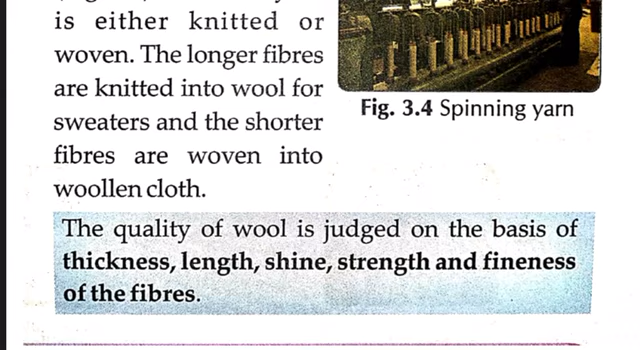 is either knitted or
woven. The longer fibres
are knitted into wool for
sweaters and the shorter
fibres are woven into
woollen cloth.
Fig. 3.4 Spinning yarn
The quality of wool is judged on the basis of
thickness, length, shine, strength and fineness
of the fibres.